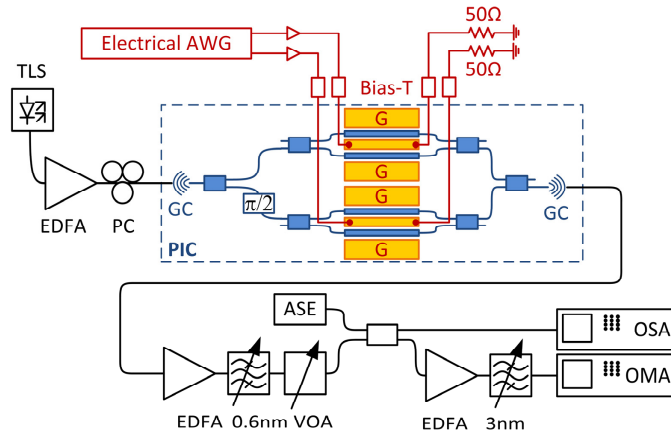 50Ω
Electrical AWG
50Ω
TLS
Bias-T
G
G
GC
π/2
G
GC
EDFA
PC
PIC
G
ASE
OSA
OMA
EDFA 0.6nm VOA
EDFA 3nm